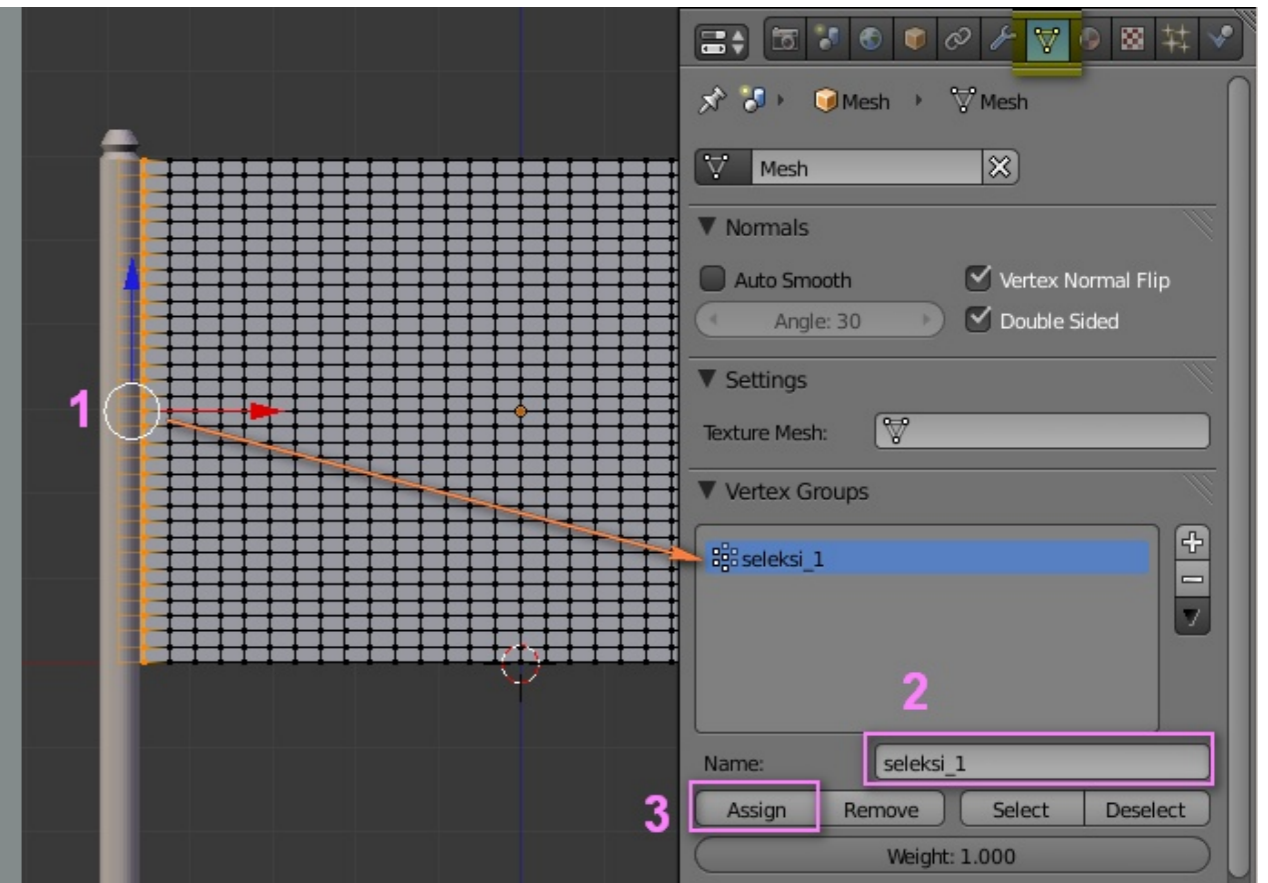 Mesh Mesh
Mesh
Normals
Auto Smooth Vertex Normal Flip
Angle: 30 Double Sided
Settings
1
Texture Mesh:
Vertex Groups
seleksi_1
2
Name: seleksi_1
3 Assign Remove Select Deselect
Weight: 1.000